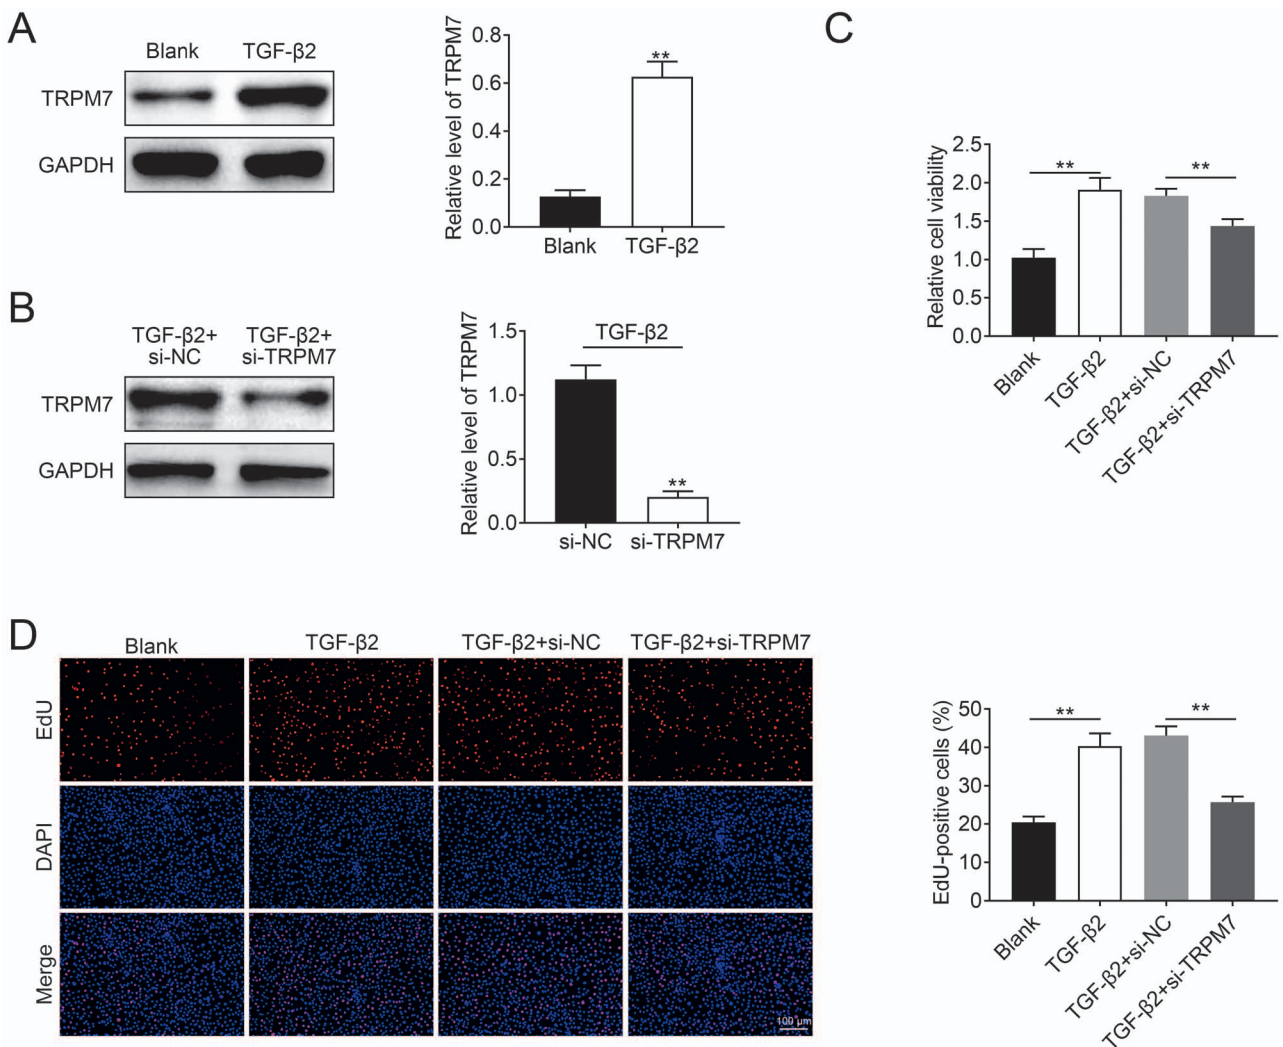 A
Blank TGF-β2
TRPM7
GAPDH
Relative level of TRPM7
0.8
0.6
0.4
0.2
0.0
**
Blank TGF-β2
B
TGF-β2+ TGF-β2+
si-NC si-TRPM7
TRPM7
GAPDH
Relative level of TRPM7
1.5
1.0
0.5
0.0
TGF-β2
**
si-NC si-TRPM7
C
Relative cell viability
2.5
2.0
1.5
1.0
0.5
0.0
** **
Blank
TGF-β2
TGF-β2+si-NC
TGF-β2+si-TRPM7
D
Blank TGF-β2 TGF-β2+si-NC TGF-β2+si-TRPM7
EdU
DAPI
Merge
100 μm
EdU-positive cells (%)
50
40
30
20
10
0
** **
Blank
TGF-β2
TGF-β2+si-NC
TGF-β2+si-TRPM7